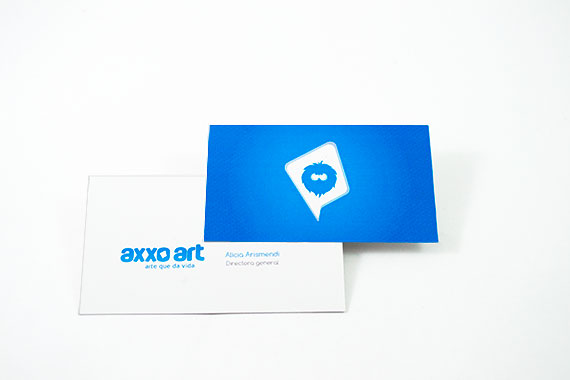 axxo art
arte que da vida
Alicia Arismendi
Directora general